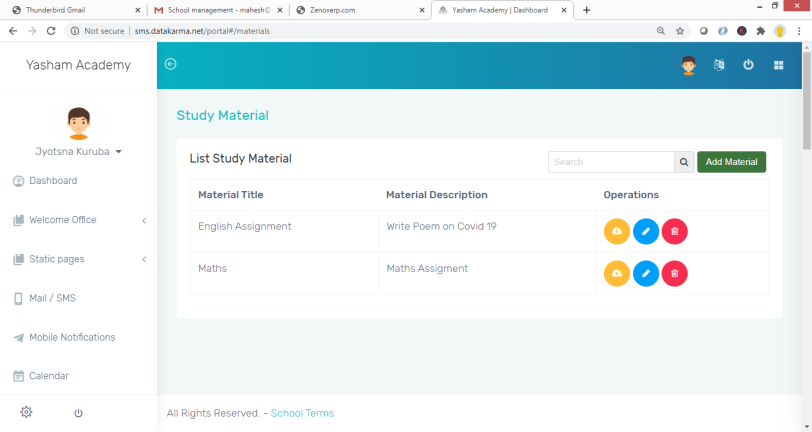 Thunderbird Gmail
School management - mahesh@
Zenoxerp.com
Yasham Academy | Dashboard
Not secure | sms.datakarma.net/portal#/materials
Yasham Academy
Jyotsna Kuruba
Dashboard
Welcome Office
Static pages
Mail / SMS
Mobile Notifications
Calendar
Study Material
List Study Material
Search
Add Material
Material Title Material Description Operations
English Assignment Write Poem on Covid 19
Maths Maths Assigment
All Rights Reserved. - School Terms